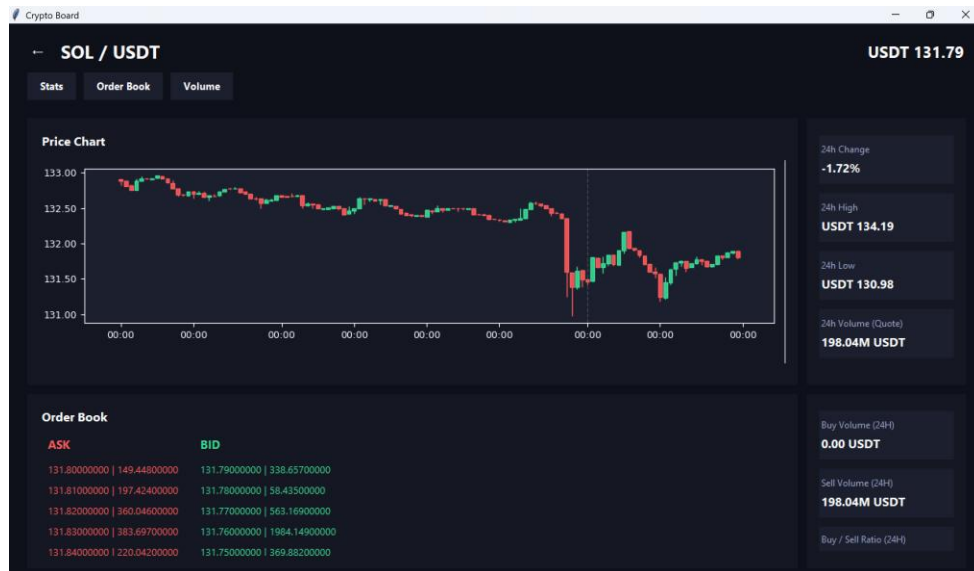 Crypto Board
← SOL / USDT
USDT 131.79
Stats Order Book Volume
Price Chart
133.00
132.50
132.00
131.50
131.00
00:00 00:00 00:00 00:00 00:00 00:00 00:00 00:00 00:00
24h Change
-1.72%
24h High
USDT 134.19
24h Low
USDT 130.98
24h Volume (Quote)
198.04M USDT
Order Book
ASK BID
131.80000000 | 149.44800000 131.79000000 | 338.65700000
131.81000000 | 197.42400000 131.78000000 | 58.43500000
131.82000000 | 360.04600000 131.77000000 | 563.16900000
131.83000000 | 383.69700000 131.76000000 | 1984.14900000
131.84000000 | 220.04200000 131.75000000 | 369.88200000
Buy Volume (24H)
0.00 USDT
Sell Volume (24H)
198.04M USDT
Buy / Sell Ratio (24H)